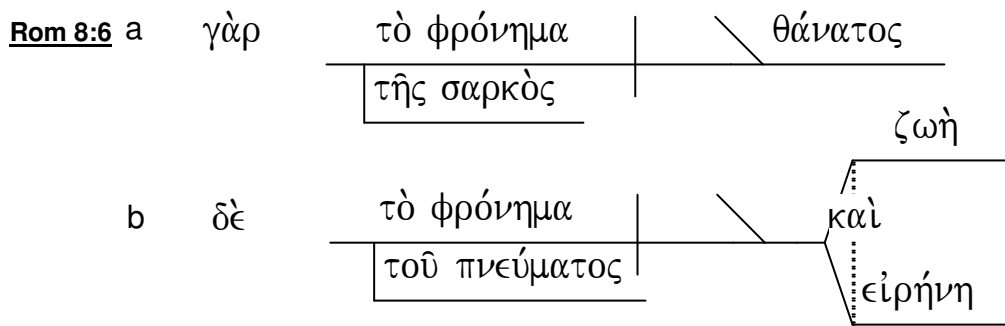 Rom 8:6 a γὰρ τὸ φρόνημα θάνατος
τῆς σαρκὸς
ζωὴ
b δὲ τὸ φρόνημα καὶ
τοῦ πνεύματος
εἰρήνη